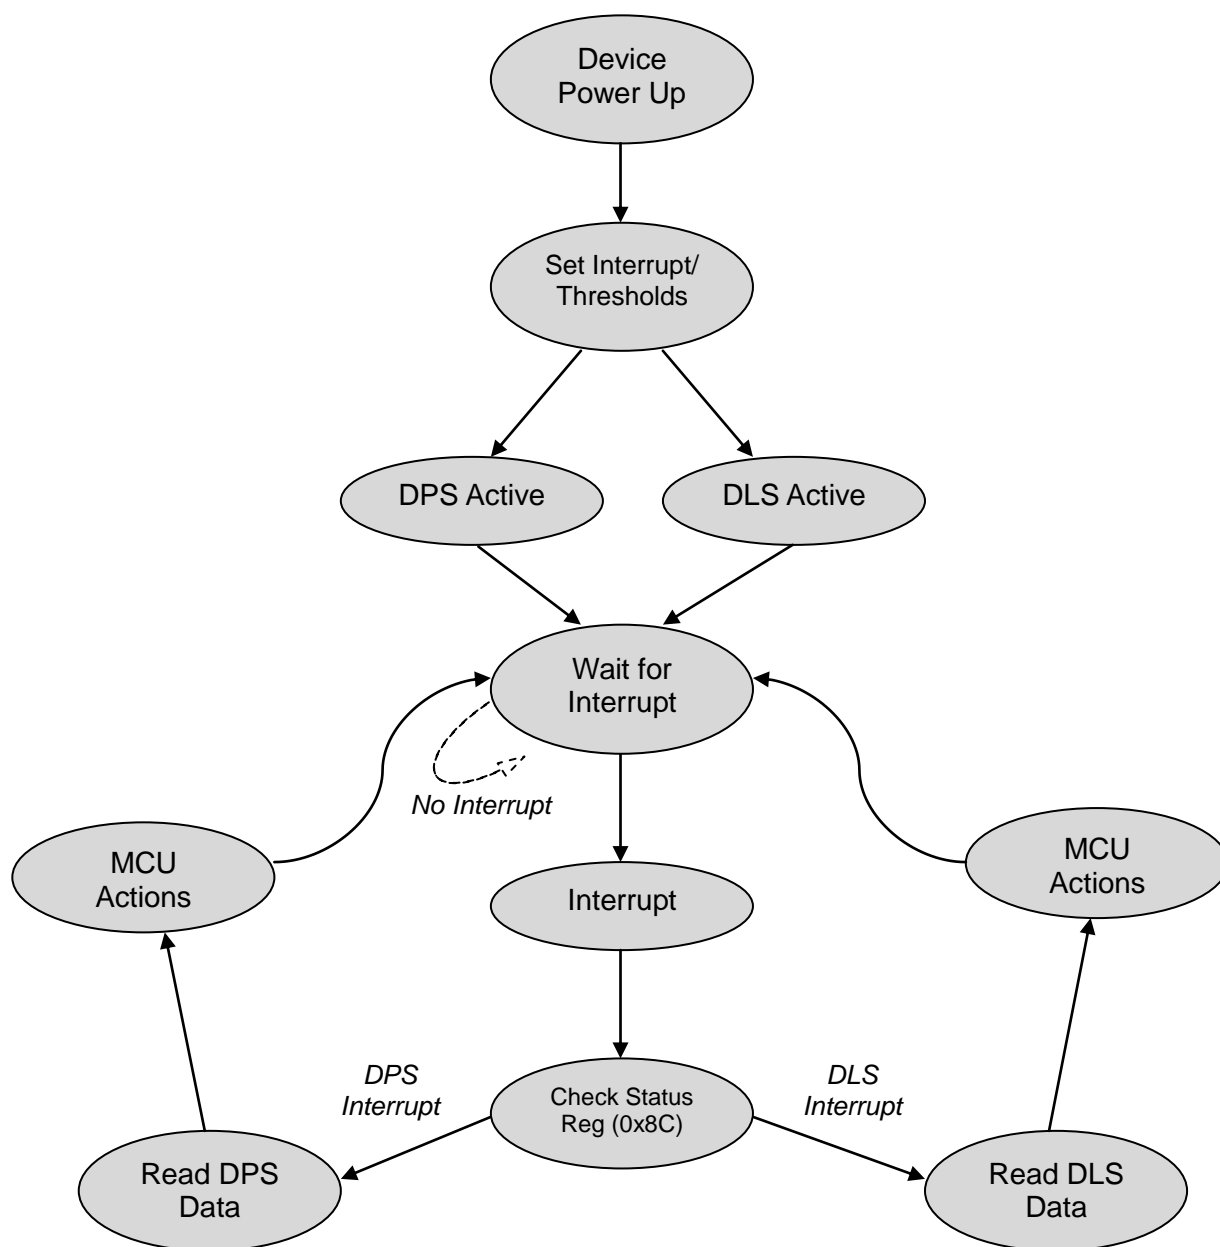 Device
Power Up
Set Interrupt/
Thresholds
DPS Active
DLS Active
Wait for
Interrupt
No Interrupt
MCU
Actions
Interrupt
MCU
Actions
DPS
Interrupt
Check Status
Reg (0x8C)
DLS
Interrupt
Read DPS
Data
Read DLS
Data